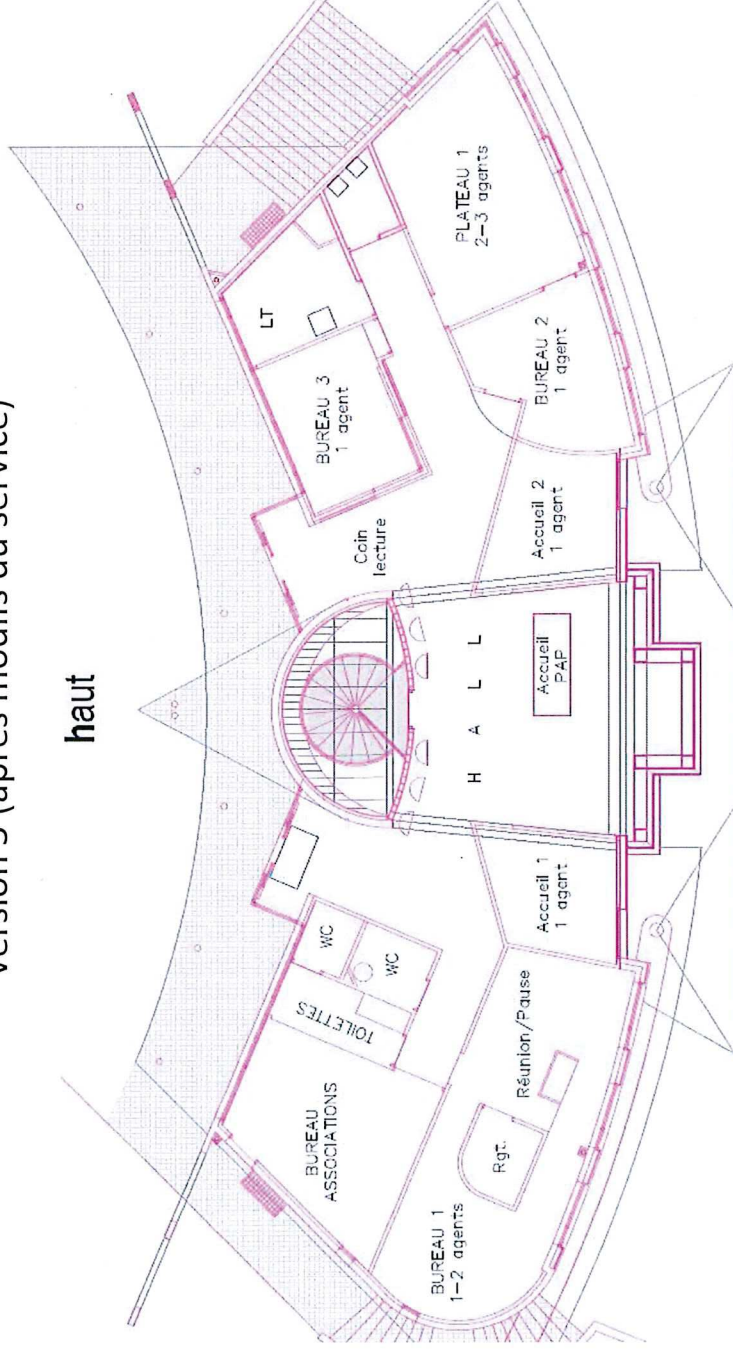 (après modifs du service)
haut
LT
BUREAU 3
1 agent
PLATEAU 1
2-3 agents
BUREAU 2
1 agent
Coin
lecture
Accueil 2
1 agent
HALL
Accueil
PAP
Accueil 1
1 agent
WC
WC
TOILETTES
BUREAU
ASSOCIATIONS
Réunion/Pause
Rgt.
BUREAU 1
1-2 agents